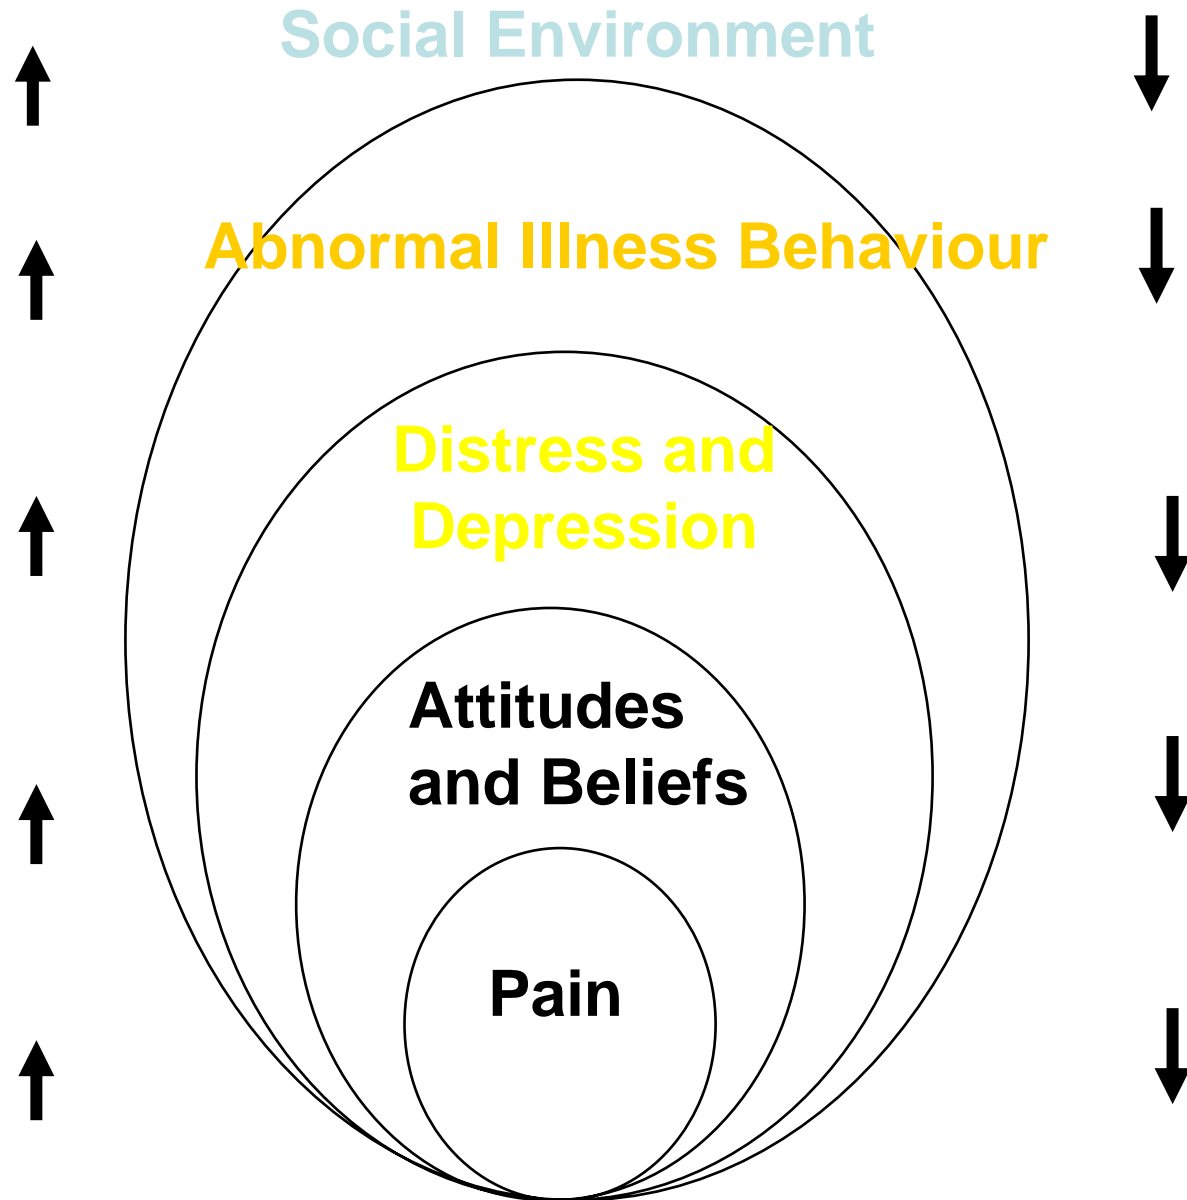 Social Environment
Abnormal Illness Behaviour
Distress and
Depression
Attitudes
and Beliefs
Pain